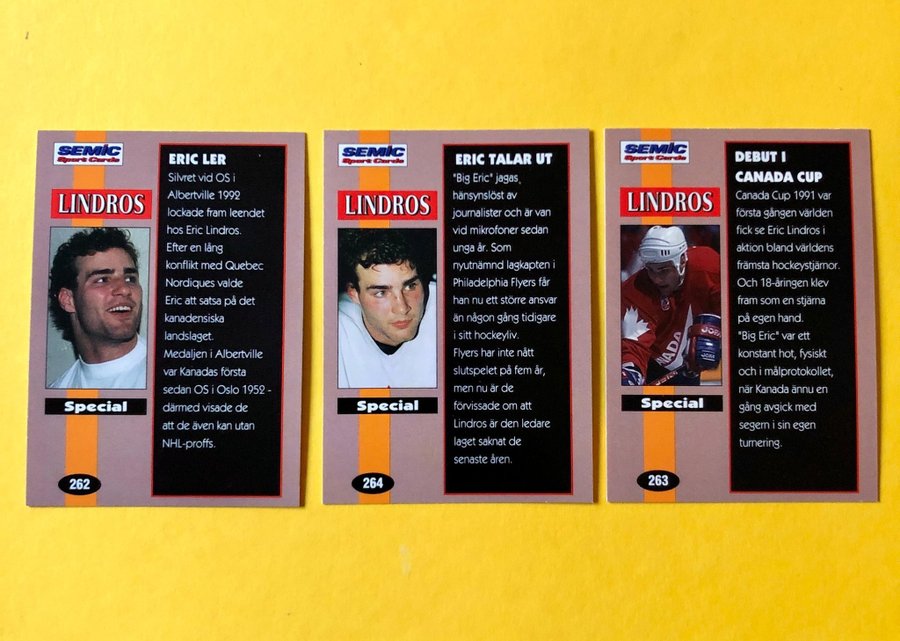 SEMIC
Sport Cards
LINDROS
Special
262
ERIC LER
Silvret vid OS i
Albertville 1992
lockade fram leendet
hos Eric Lindros.
Efter en lång
konflikt med Quebec
Nordiques valde
Eric att satsa på det
kanadensiska
landslaget.
Medaljen i Albertville
var Kanadas första
sedan OS i Oslo 1952 -
därmed visade de
att de även kan utan
NHL-proffs.
SEMIC
Sport Cards
LINDROS
Special
264
ERIC TALAR UT
"Big Eric" jagas
hänsynslöst av
journalister och är van
vid mikrofoner sedan
unga år. Som
nyutnämnd lagkapten i
Philadelphia Flyers får
han nu ett större ansvar
än någon gång tidigare
i sitt hockeyliv.
Flyers har inte nått
slutspelet på fem år,
men nu är de
förvissade om att
Lindros är den ledare
laget saknat de
senaste åren.
SEMIC
Sport Cards
LINDROS
CANADA
JOFA
JOFA
Special
263
DEBUT I
CANADA CUP
Canada Cup 1991 var
första gången världen
fick se Eric Lindros i
aktion bland världens
främsta hockeystjärnor.
Och 18-åringen klev
fram som en stjärna
på egen hand.
"Big Eric" var ett
konstant hot, fysiskt
och i målprotokollet,
när Kanada ännu en
gång avgick med
segern i sin egen
turnering.